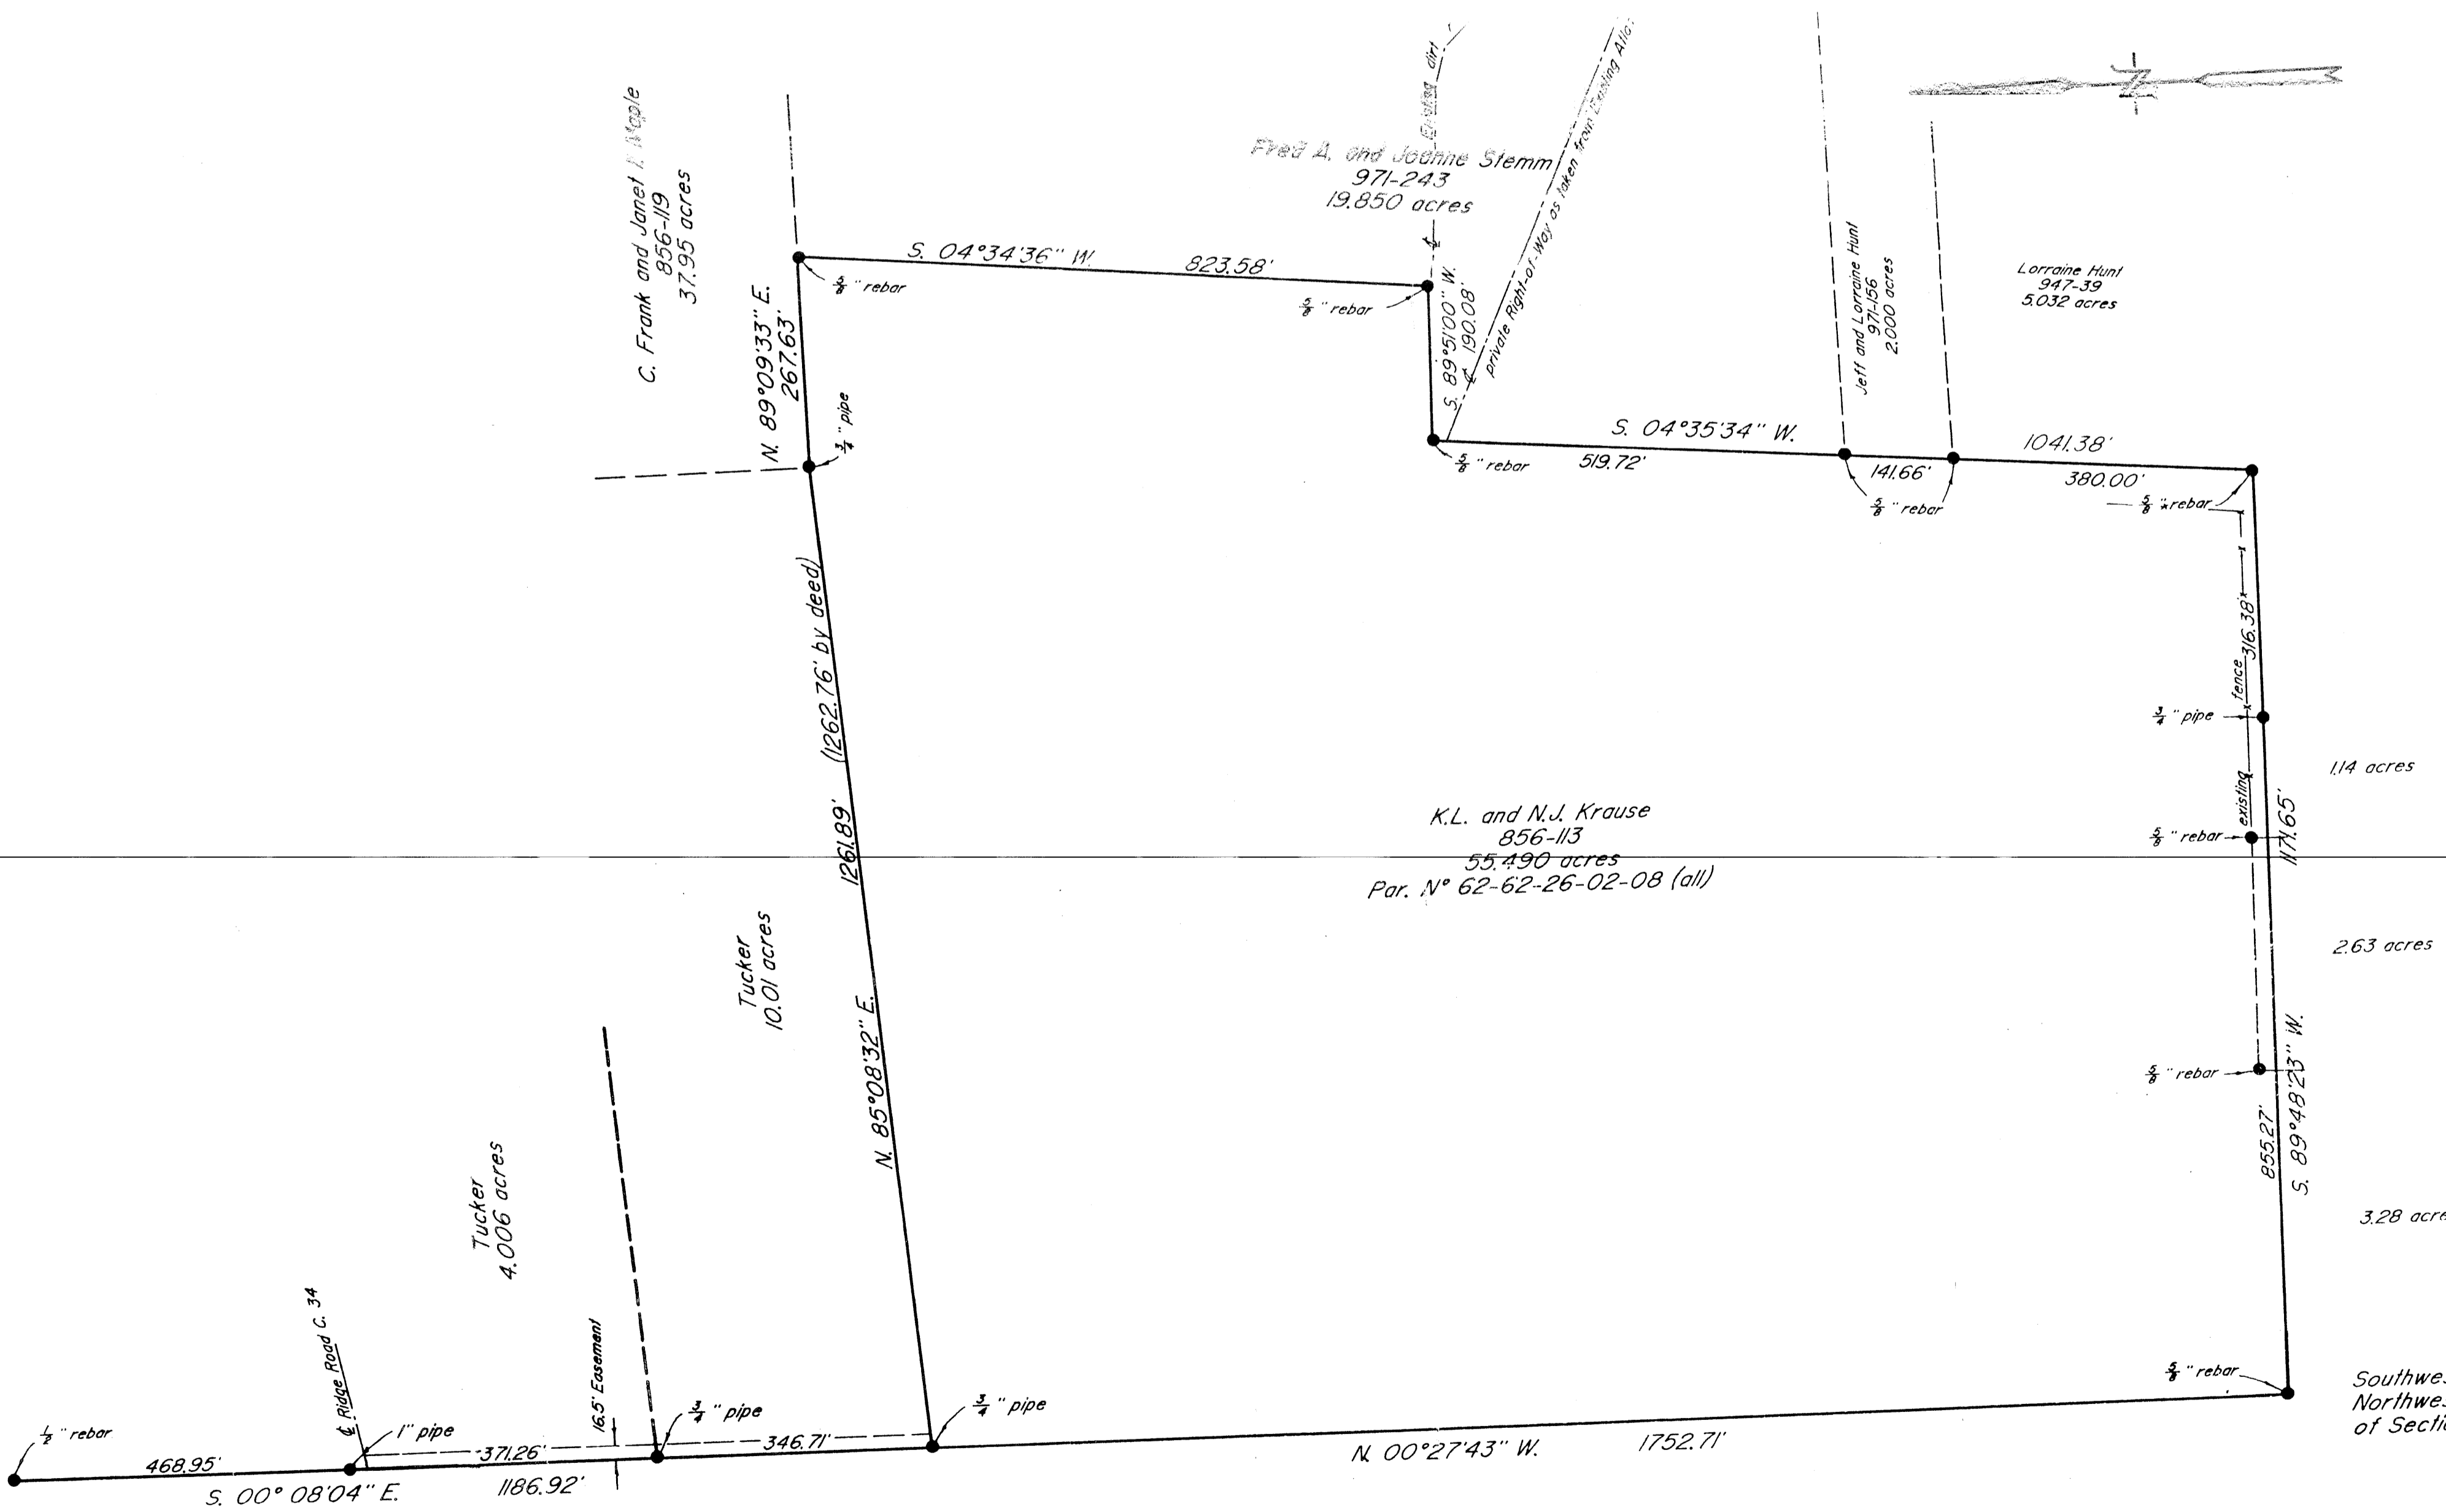 C. Frank and Janet Maple
856-119
37.95 acres
Fred A. and Joanne Stemm
971-243
19.850 acres
Existing dirt
private Right-of-Way as taken from Existing
N
Jeff and Lorraine Hunt
971-156
2.000 acres
Lorraine Hunt
947-39
5.032 acres
S. 04°34'36" W. 823.58'
5/8" rebar
5/8" rebar
N. 89°09'33" E.
267.63'
3/4" pipe
S. 89°51'00" W.
190.08'
℄
℄
S. 04°35'34" W. 1041.38'
5/8" rebar
519.72'
141.66'
380.00'
5/8" rebar
5/8" rebar
316.38'
existing fence
3/4" pipe
1.14 acres
(1262.76' by deed)
1261.89'
N. 85°08'32" E.
K.L. and N.J. Krause
856-113
55.490 acres
Par. N° 62-62-26-02-08 (all)
5/8" rebar
1171.65'
2.63 acres
Tucker
10.01 acres
5/8" rebar
855.27'
S. 89°48'23" W.
3.28 acre
Tucker
4.006 acres
℄ Ridge Road C. 34
16.5' Easement
5/8" rebar
Southwes
Northwes
of Secti
1/2" rebar
1" pipe
3/4" pipe
3/4" pipe
468.95'
371.26'
346.71'
S. 00°08'04" E. 1186.92'
N. 00°27'43" W. 1752.71'